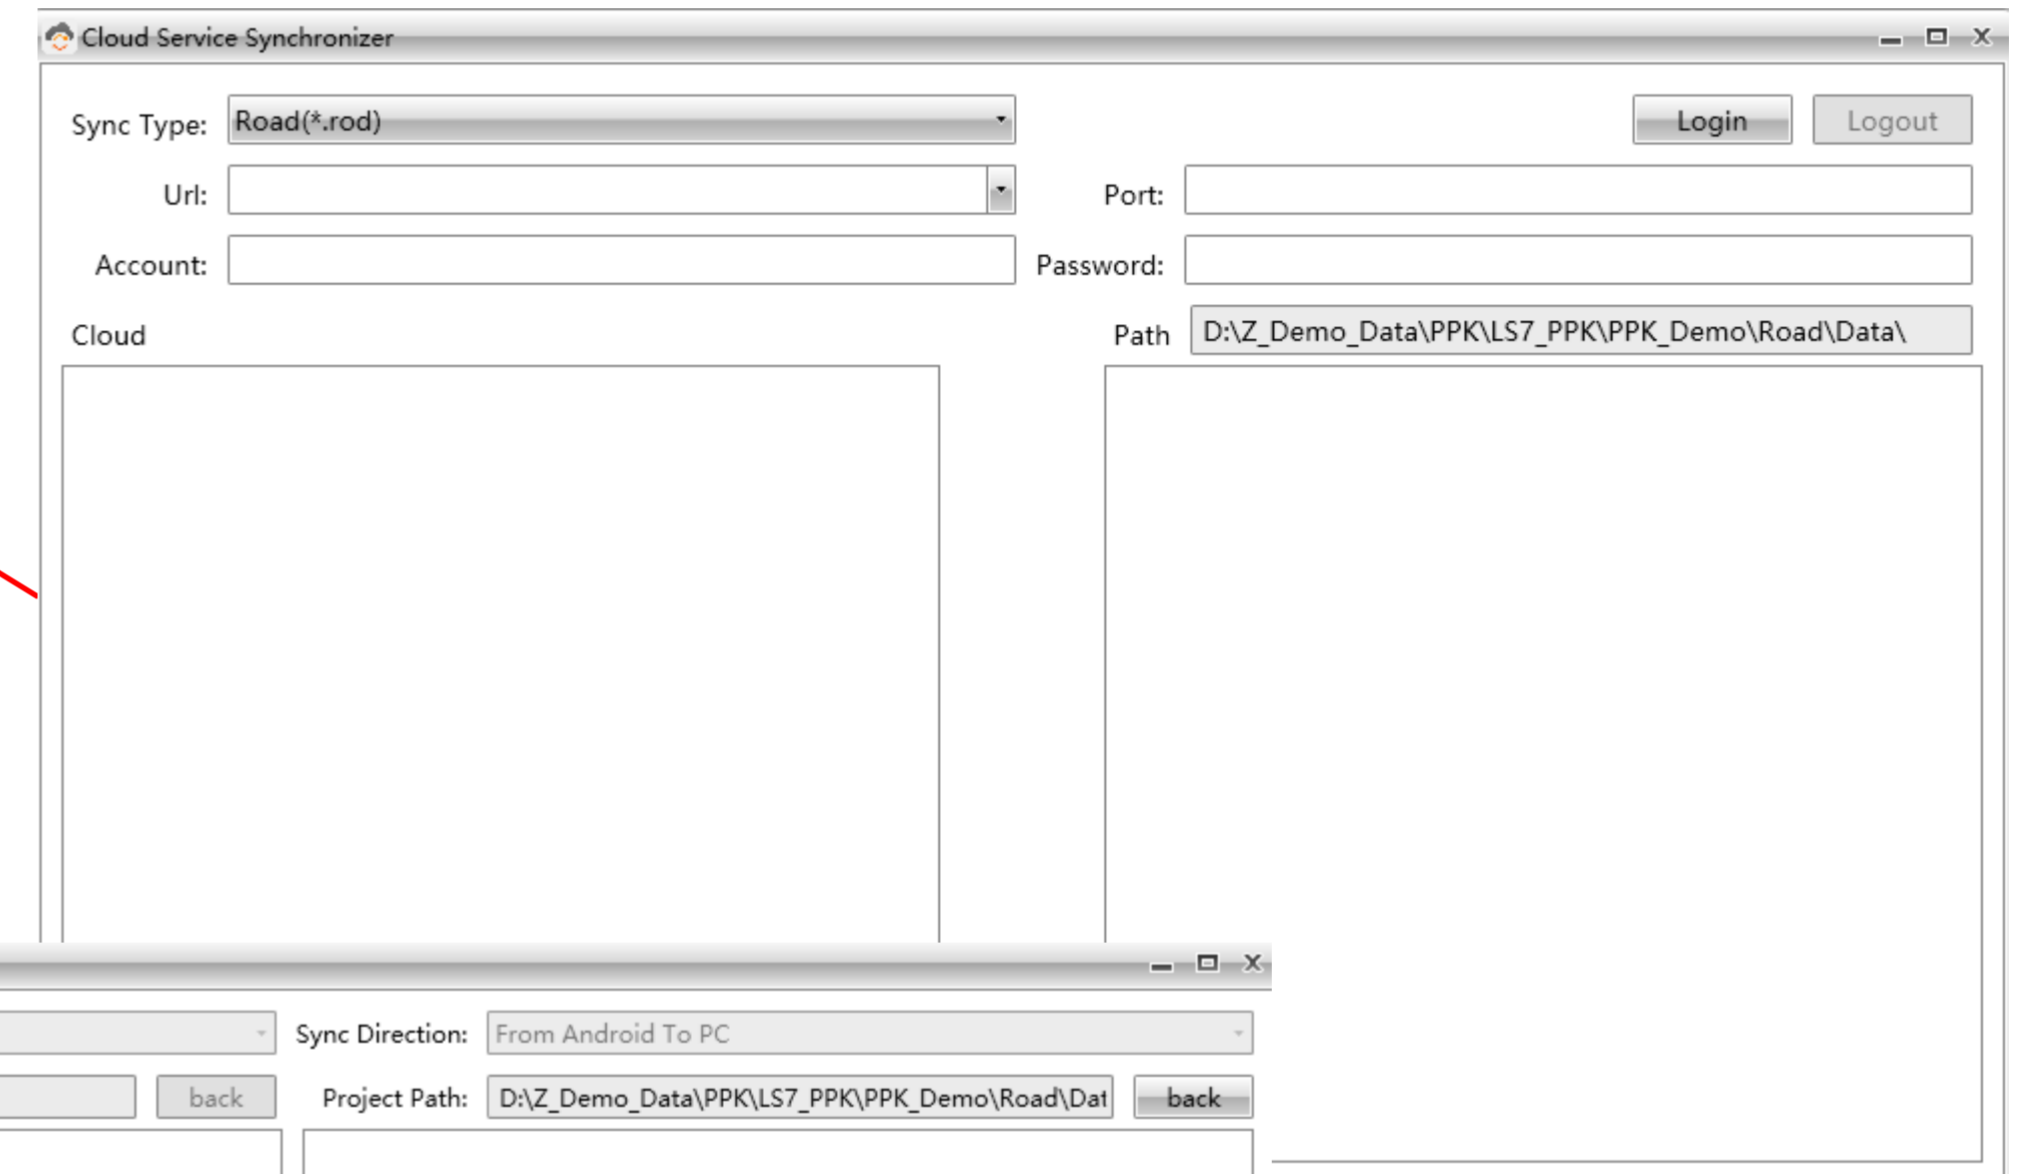 Cloud Service Synchronizer
Sync Type: Road(*.rod) Login Logout
Url: Port:
Account: Password:
Cloud Path D:\Z_Demo_Data\PPK\LS7_PPK\PPK_Demo\Road\Data\
Sync Direction: From Android To PC
back Project Path: D:\Z_Demo_Data\PPK\LS7_PPK\PPK_Demo\Road\Dat back